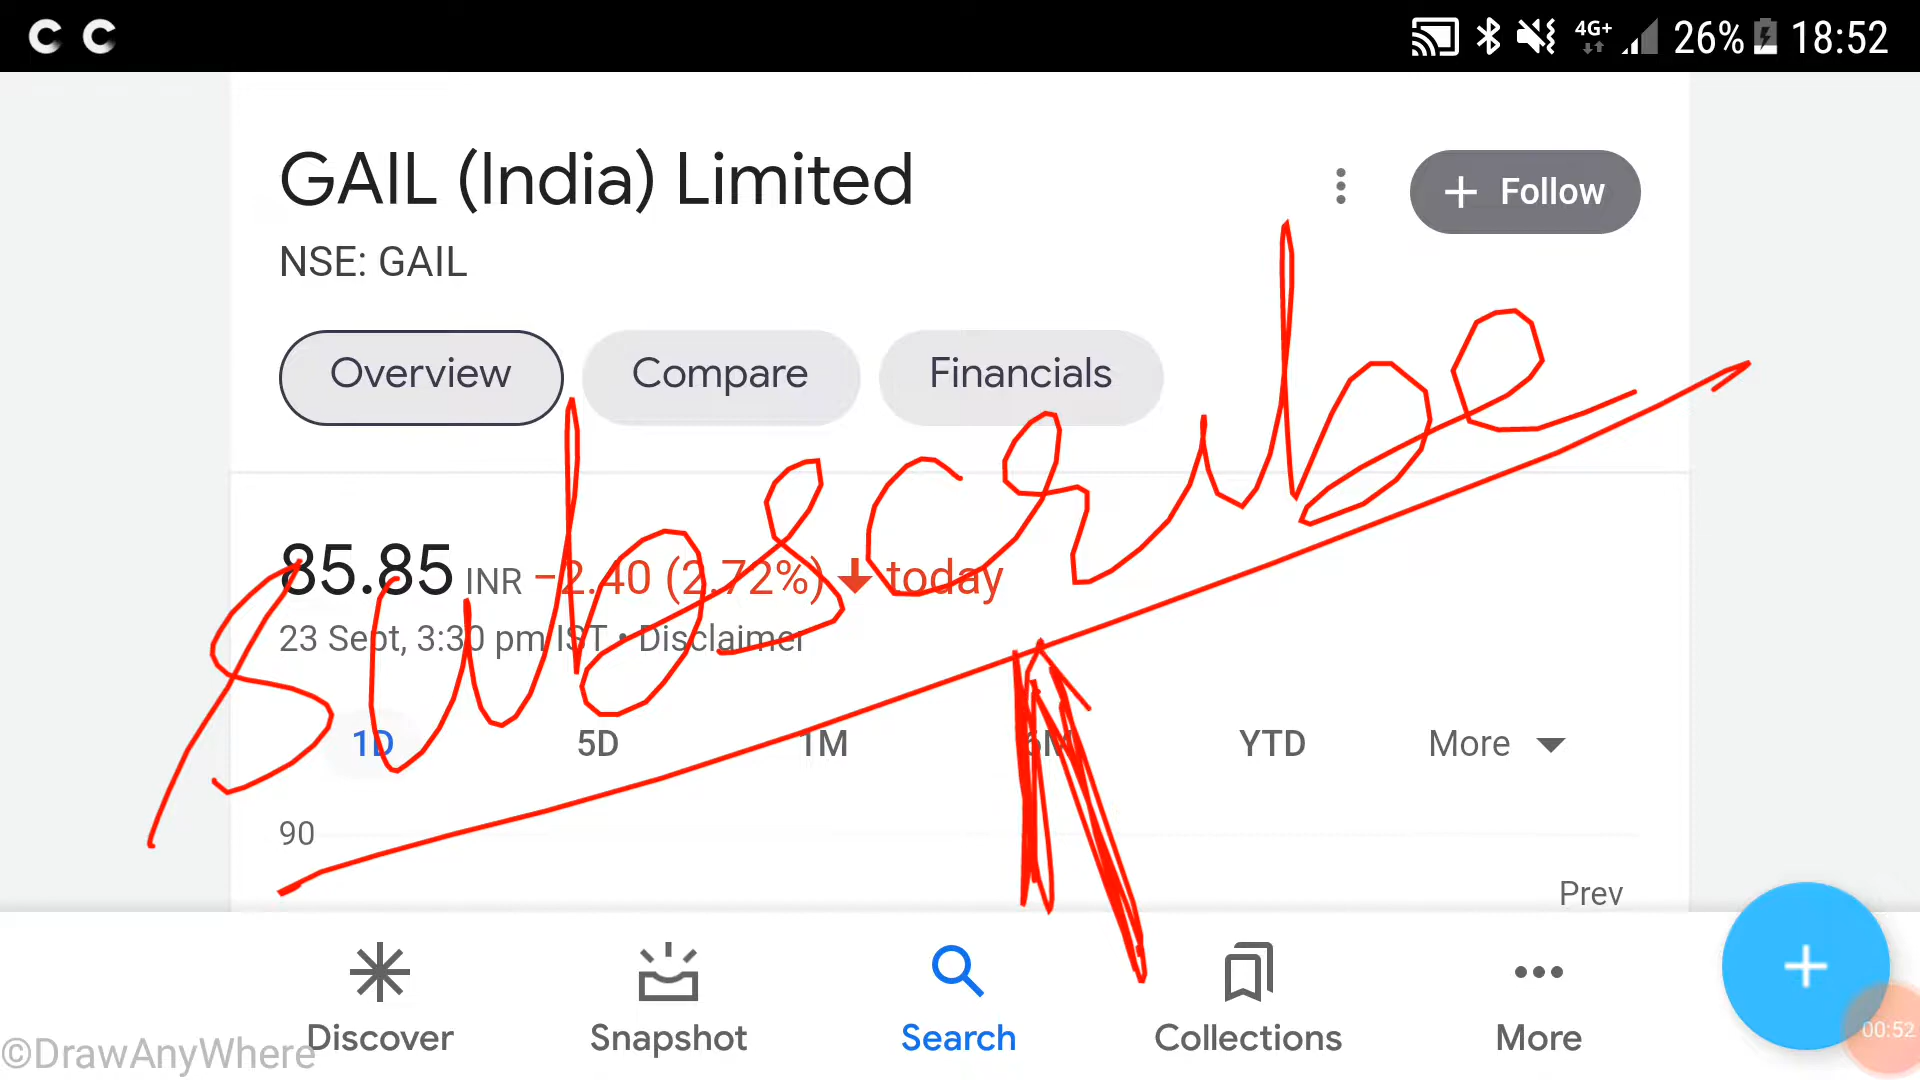 C C 4G+ 26% 18:52
GAIL (India) Limited
+ Follow
NSE: GAIL
Overview Compare Financials
subscribe
85.85 INR −2.40 (2.72%) ↓ today
23 Sept, 3:30 pm IST • Disclaimer
1D 5D 1M 6M YTD More
90
Prev
Discover Snapshot Search Collections More
00:52
©DrawAnyWhere